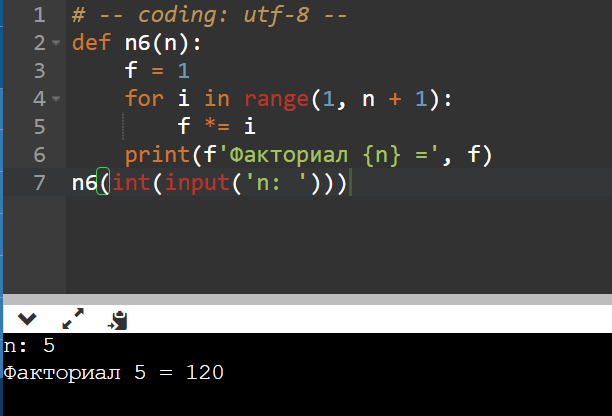 1 # -- coding: utf-8 --
2 def n6(n):
3     f = 1
4     for i in range(1, n + 1):
5         f *= i
6     print(f'Факториал {n} =', f)
7 n6(int(input('n: ')))
n: 5
Факториал 5 = 120